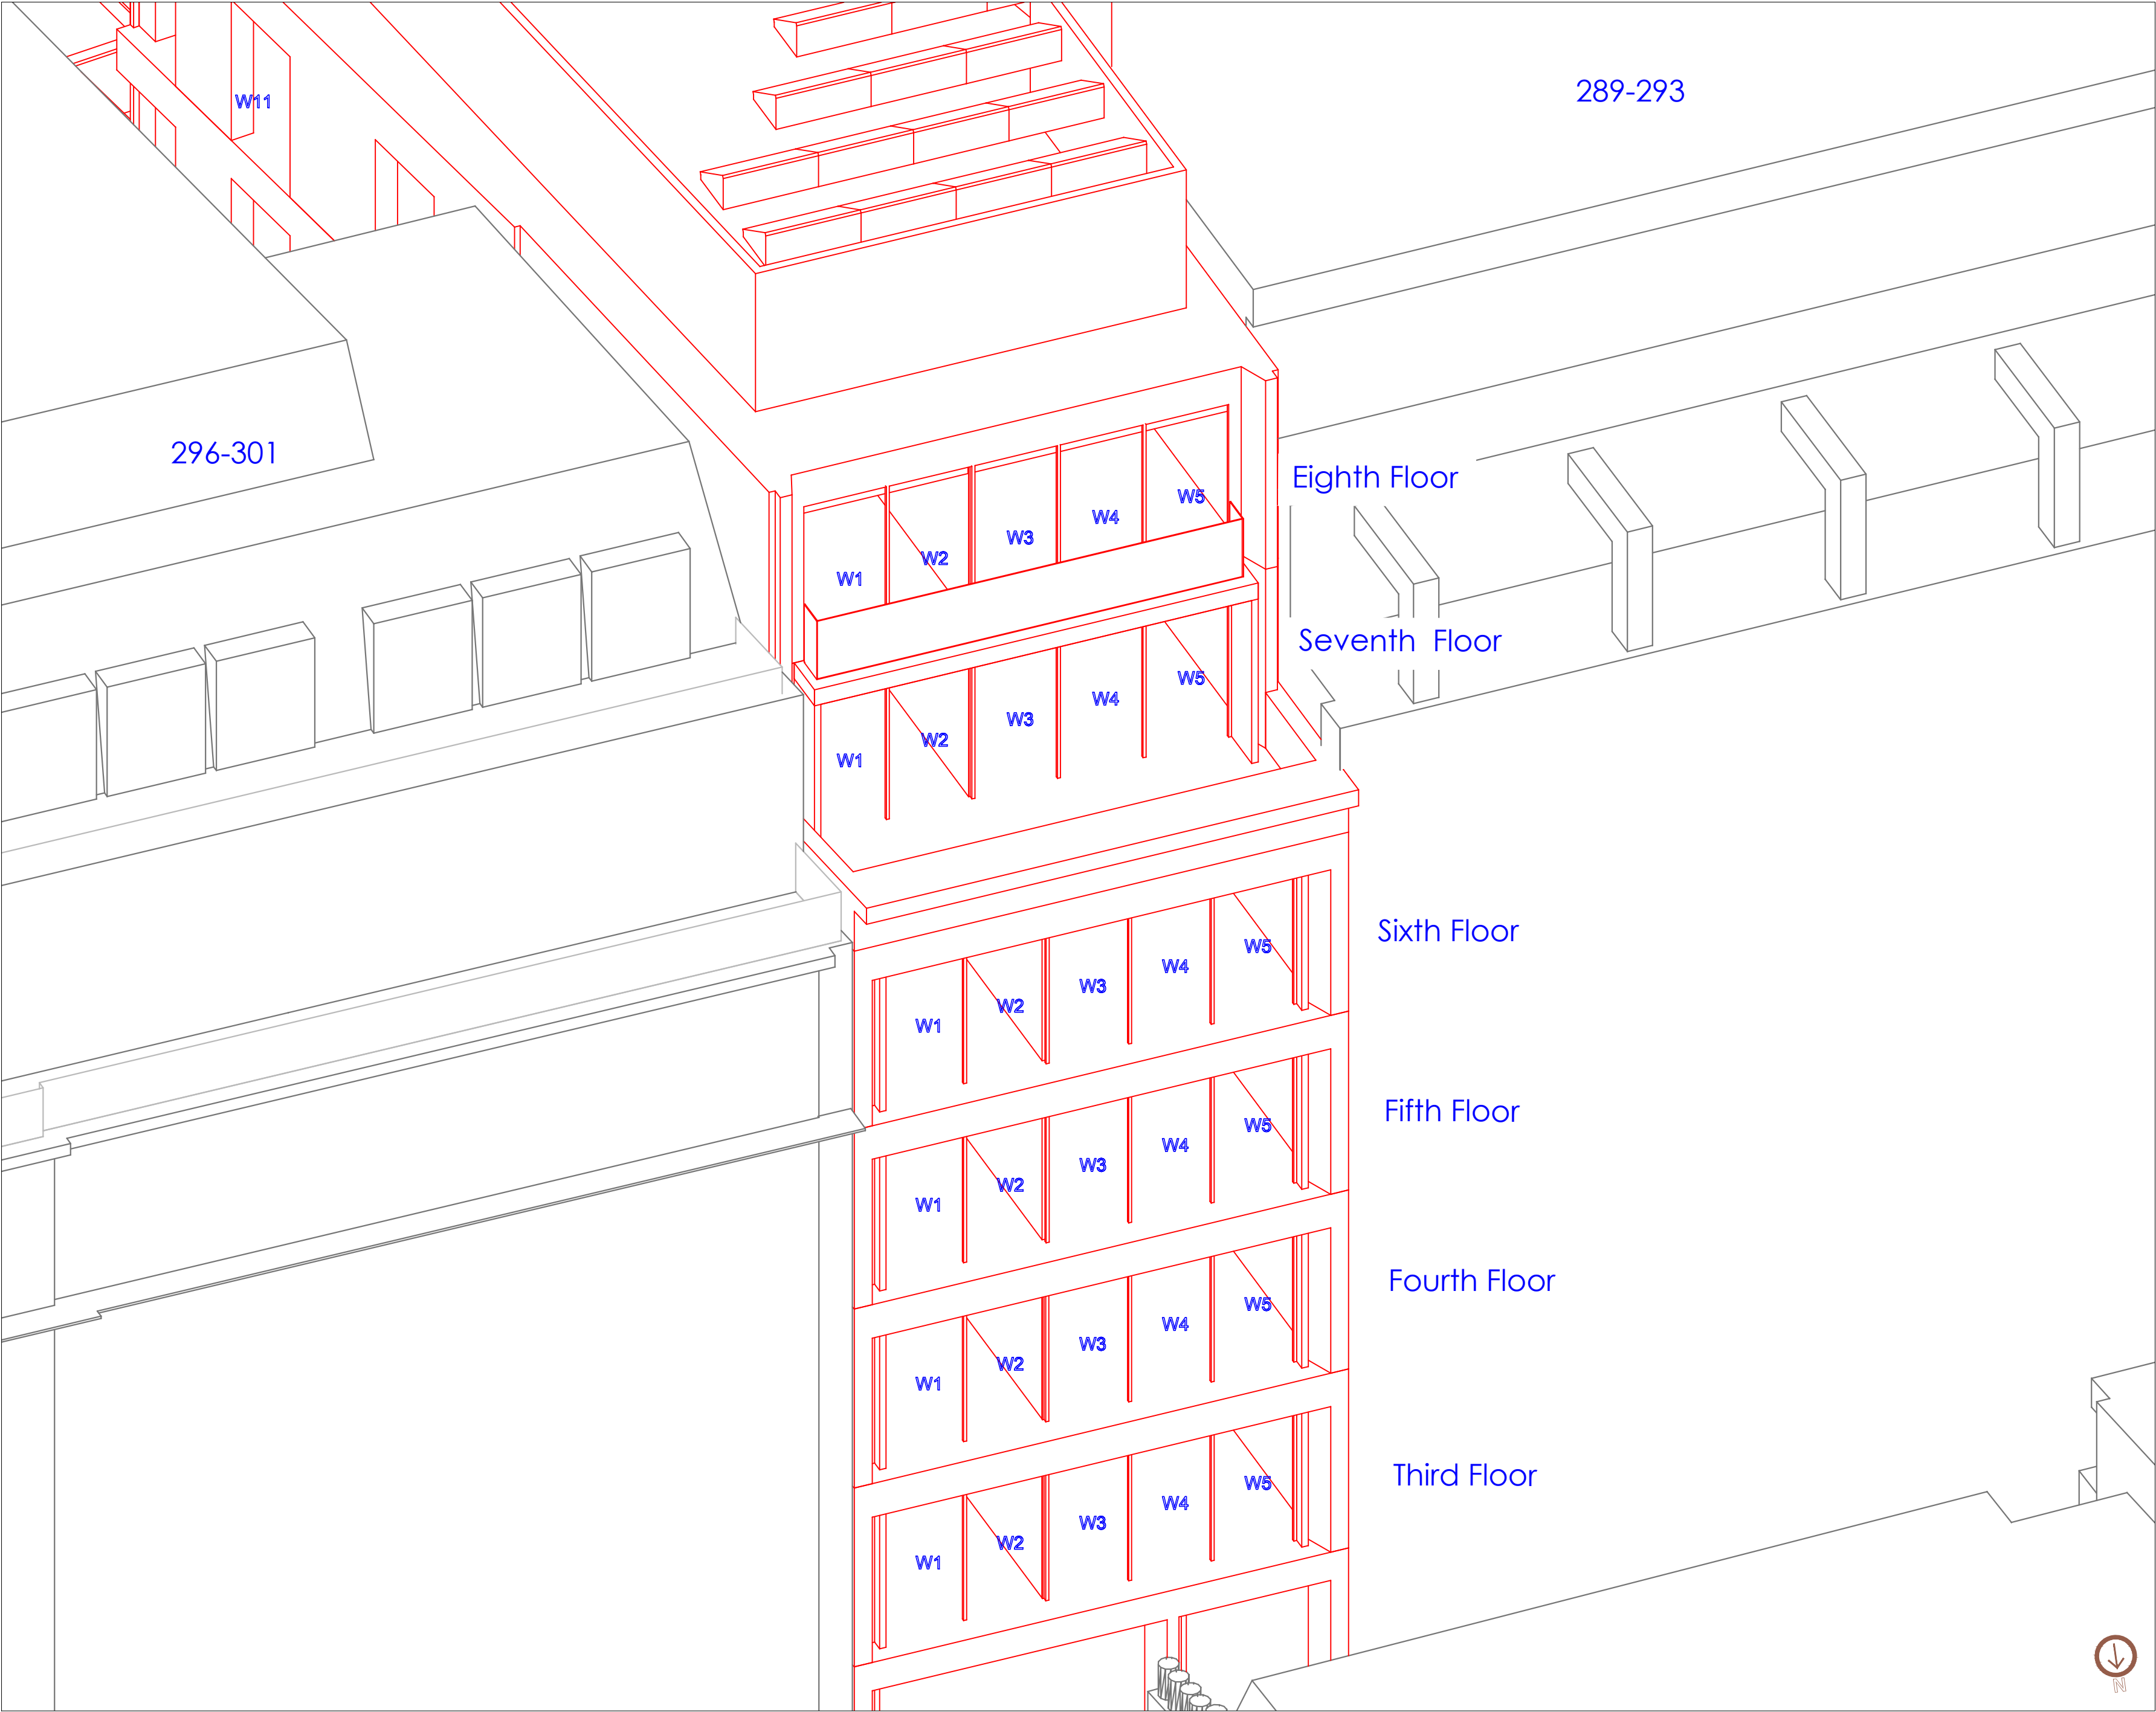 289-293
W11
296-301
Eighth Floor
W1 W2 W3 W4 W5
Seventh Floor
W1 W2 W3 W4 W5
Sixth Floor
W1 W2 W3 W4 W5
Fifth Floor
W1 W2 W3 W4 W5
Fourth Floor
W1 W2 W3 W4 W5
Third Floor
W1 W2 W3 W4 W5
N